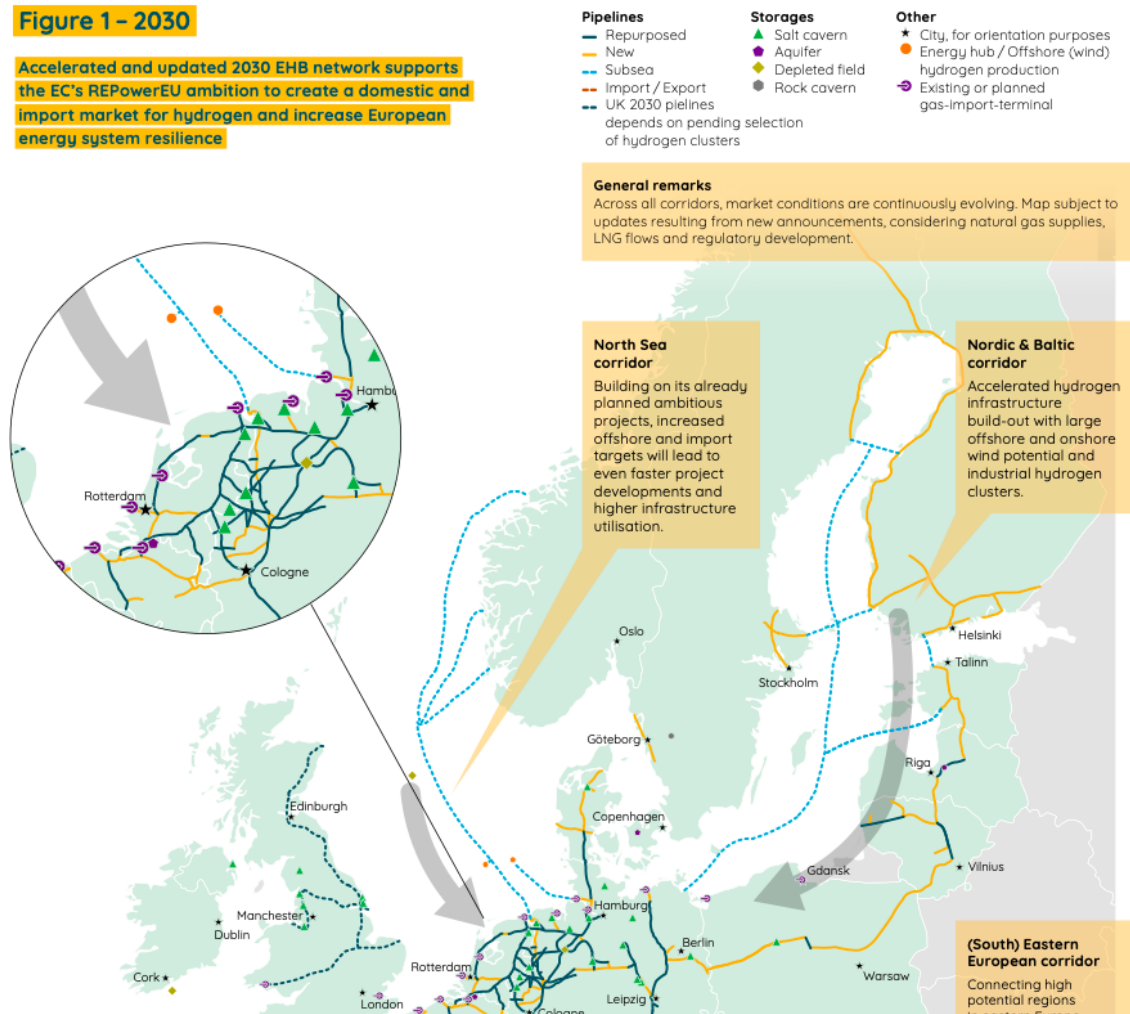 Figure 1 – 2030
Accelerated and updated 2030 EHB network supports
the EC's REPowerEU ambition to create a domestic and
import market for hydrogen and increase European
energy system resilience
Pipelines
Repurposed
New
Subsea
Import / Export
UK 2030 pielines
depends on pending selection
of hydrogen clusters
Storages
Salt cavern
Aquifer
Depleted field
Rock cavern
Other
City, for orientation purposes
Energy hub / Offshore (wind)
hydrogen production
Existing or planned
gas-import-terminal
General remarks
Across all corridors, market conditions are continuously evolving. Map subject to
updates resulting from new announcements, considering natural gas supplies,
LNG flows and regulatory development.
North Sea
corridor
Building on its already
planned ambitious
projects, increased
offshore and import
targets will lead to
even faster project
developments and
higher infrastructure
utilisation.
Nordic & Baltic
corridor
Accelerated hydrogen
infrastructure
build-out with large
offshore and onshore
wind potential and
industrial hydrogen
clusters.
Hambu
Rotterdam
Cologne
Oslo
Helsinki
Talinn
Stockholm
Göteborg
Riga
Edinburgh
Copenhagen
Gdansk
Vilnius
Hamburg
Manchester
Dublin
Berlin
Rotterdam
Warsaw
Cork
London
Leipzig
Cologne
(South) Eastern
European corridor
Connecting high
potential regions
in eastern Europe